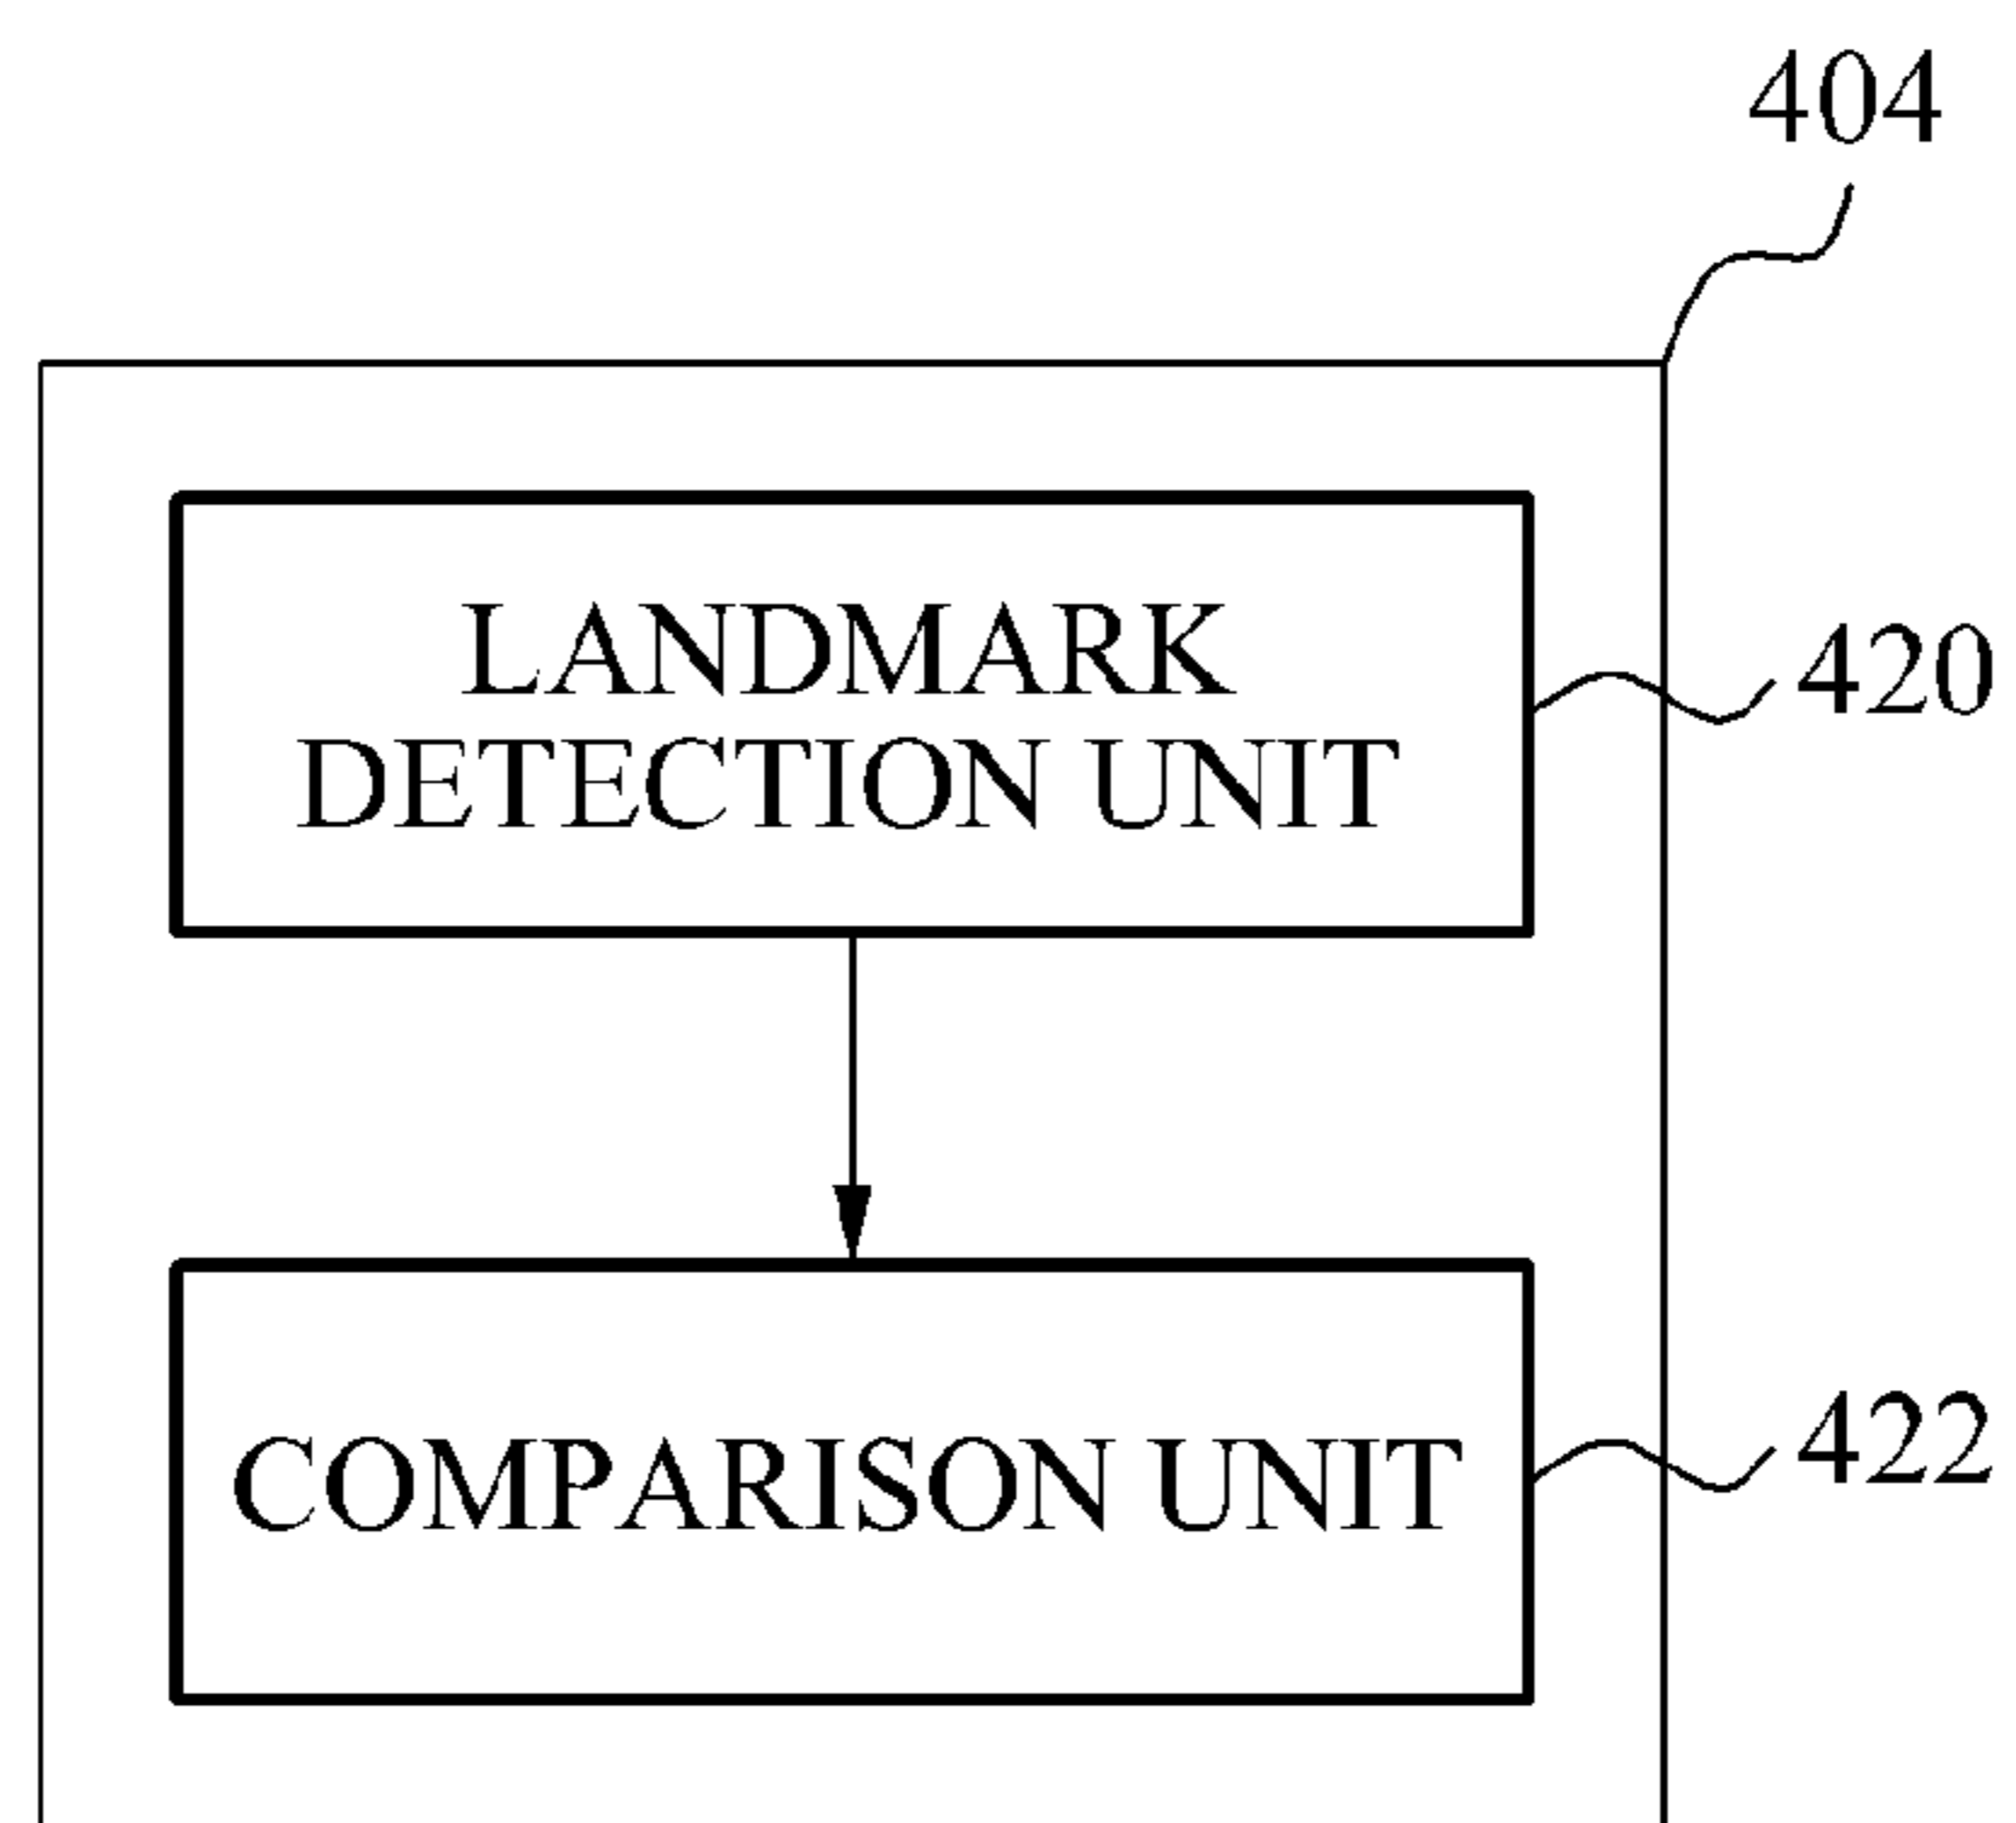 404
LANDMARK
DETECTION UNIT
420
COMPARISON UNIT
422